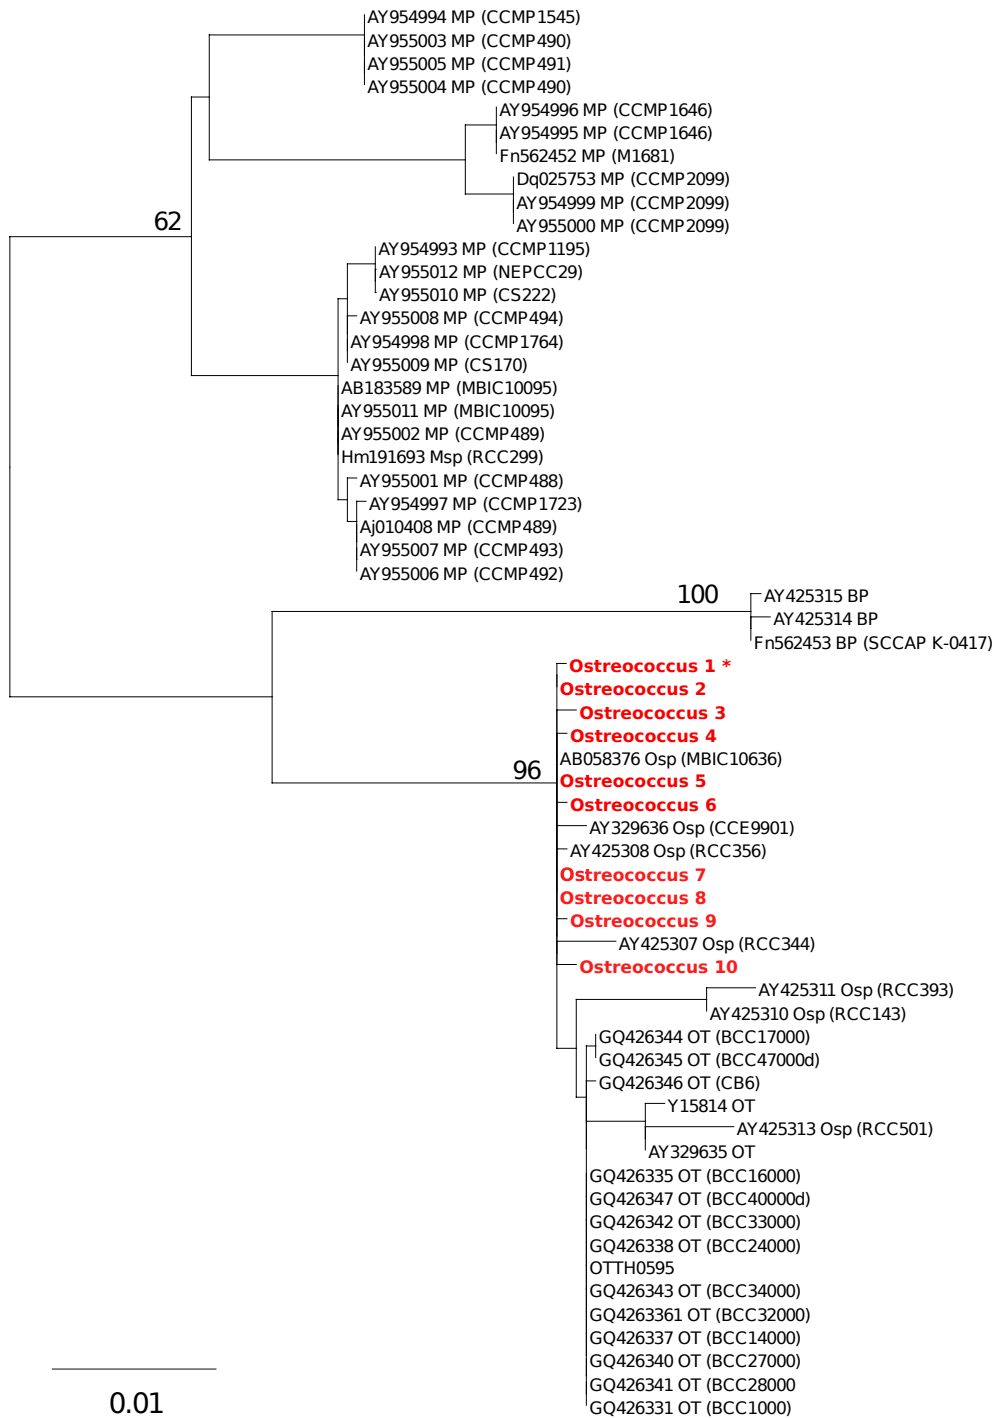 AY954994 MP (CCMP1545)
AY955003 MP (CCMP490)
AY955005 MP (CCMP491)
AY955004 MP (CCMP490)
AY954996 MP (CCMP1646)
AY954995 MP (CCMP1646)
Fn562452 MP (M1681)
Dq025753 MP (CCMP2099)
AY954999 MP (CCMP2099)
AY955000 MP (CCMP2099)
62
AY954993 MP (CCMP1195)
AY955012 MP (NEPCC29)
AY955010 MP (CS222)
AY955008 MP (CCMP494)
AY954998 MP (CCMP1764)
AY955009 MP (CS170)
AB183589 MP (MBIC10095)
AY955011 MP (MBIC10095)
AY955002 MP (CCMP489)
Hm191693 Msp (RCC299)
AY955001 MP (CCMP488)
AY954997 MP (CCMP1723)
Aj010408 MP (CCMP489)
AY955007 MP (CCMP493)
AY955006 MP (CCMP492)
100
AY425315 BP
AY425314 BP
Fn562453 BP (SCCAP K-0417)
Ostreococcus 1 *
Ostreococcus 2
Ostreococcus 3
Ostreococcus 4
AB058376 Osp (MBIC10636)
96
Ostreococcus 5
Ostreococcus 6
AY329636 Osp (CCE9901)
AY425308 Osp (RCC356)
Ostreococcus 7
Ostreococcus 8
Ostreococcus 9
AY425307 Osp (RCC344)
Ostreococcus 10
AY425311 Osp (RCC393)
AY425310 Osp (RCC143)
GQ426344 OT (BCC17000)
GQ426345 OT (BCC47000d)
GQ426346 OT (CB6)
Y15814 OT
AY425313 Osp (RCC501)
AY329635 OT
GQ426335 OT (BCC16000)
GQ426347 OT (BCC40000d)
GQ426342 OT (BCC33000)
GQ426338 OT (BCC24000)
OTTH0595
GQ426343 OT (BCC34000)
GQ4263361 OT (BCC32000)
GQ426337 OT (BCC14000)
GQ426340 OT (BCC27000)
GQ426341 OT (BCC28000
GQ426331 OT (BCC1000)
0.01